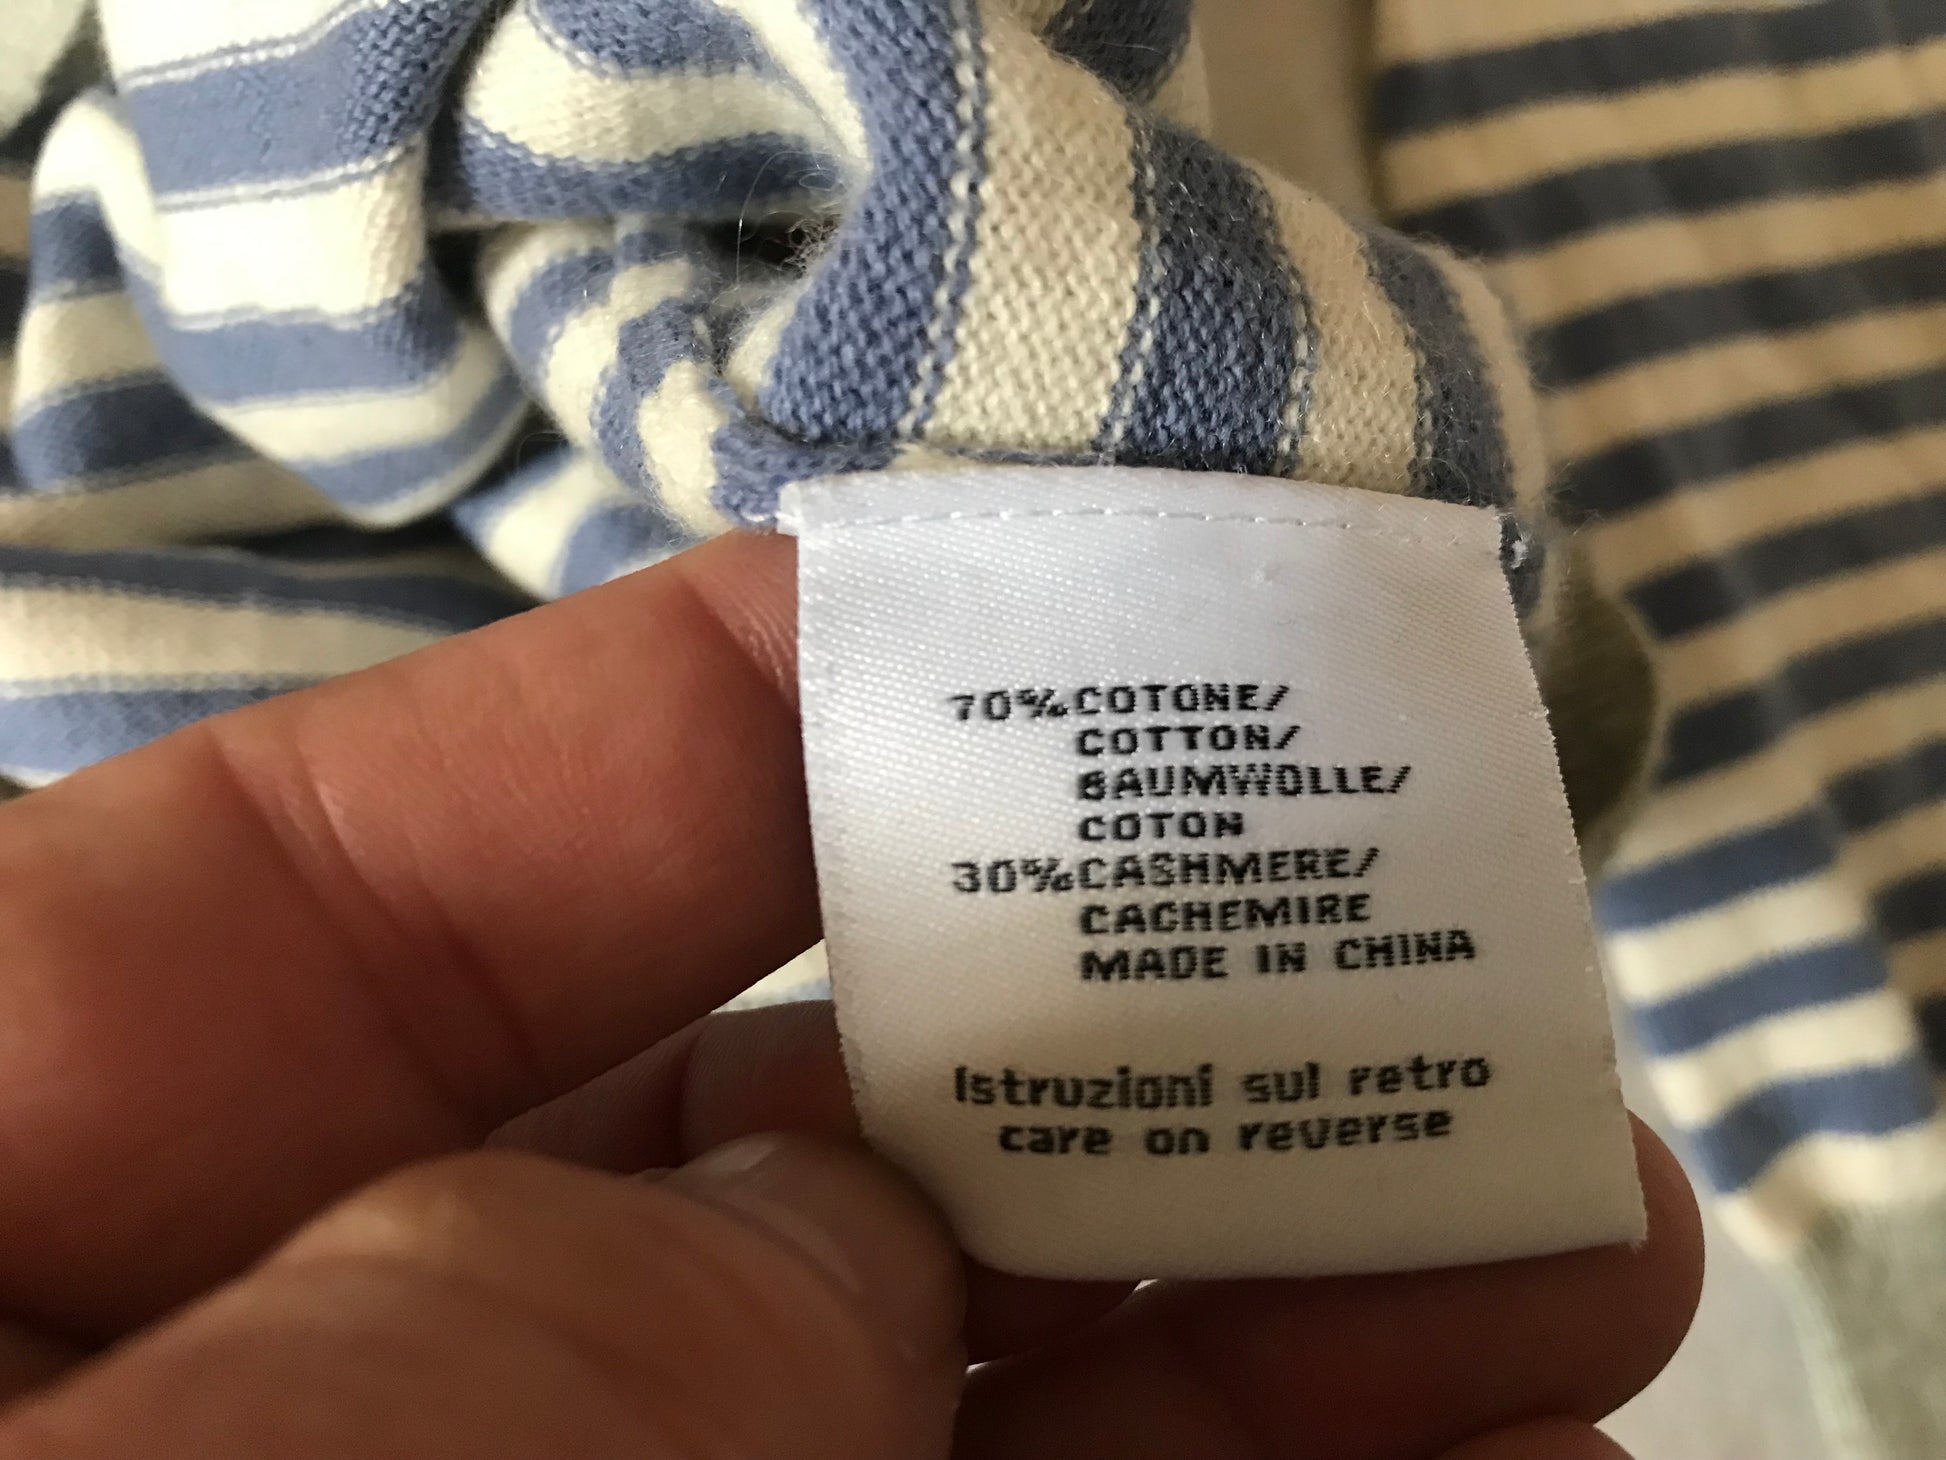 70% COTONE/
COTTON/
BAUMWOLLE/
COTON
30% CASHMERE/
CACHEMIRE
MADE IN CHINA
Istruzioni sul retro
care on reverse